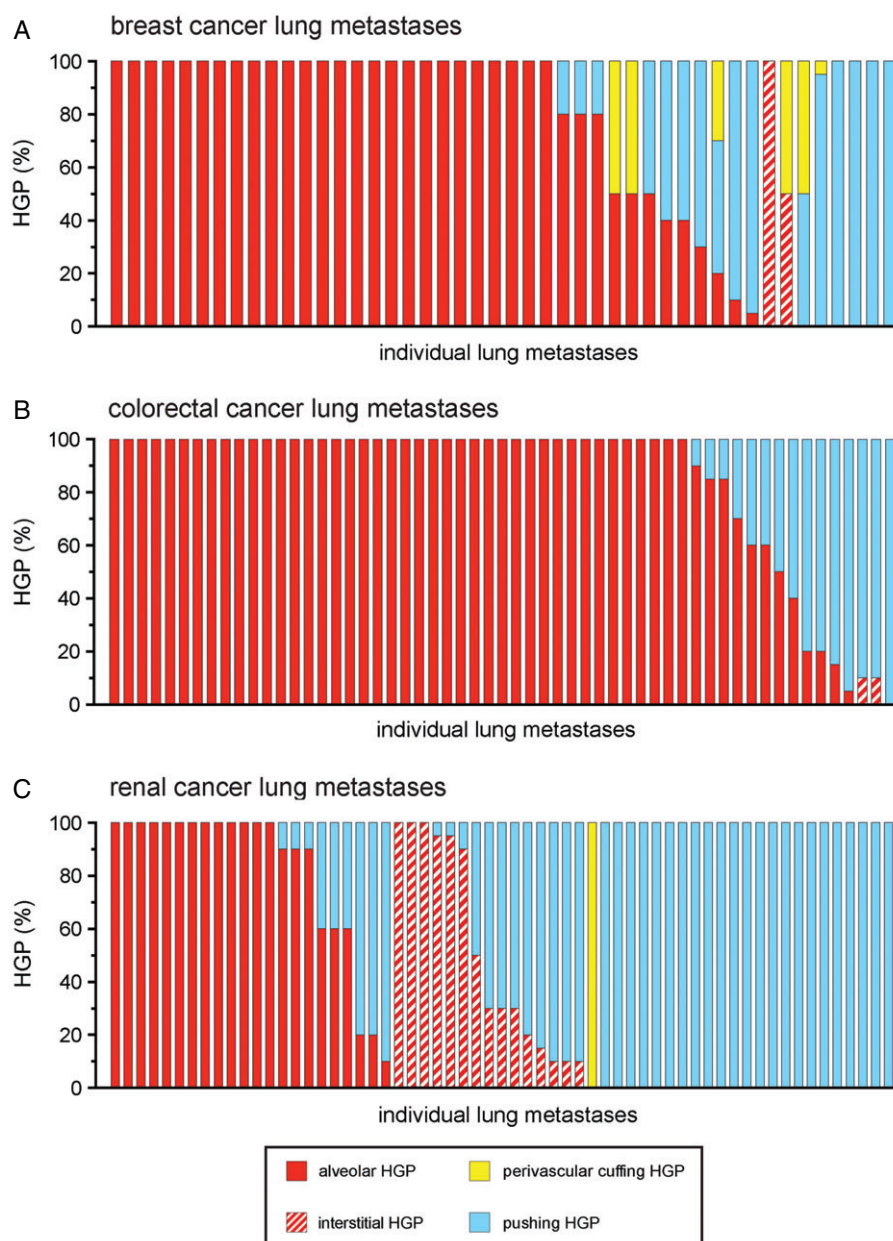 A
breast cancer lung metastases
100
80
60
40
20
0
HGP (%)
individual lung metastases
B
colorectal cancer lung metastases
100
80
60
40
20
0
HGP (%)
individual lung metastases
C
renal cancer lung metastases
100
80
60
40
20
0
HGP (%)
individual lung metastases
alveolar HGP
perivascular cuffing HGP
interstitial HGP
pushing HGP